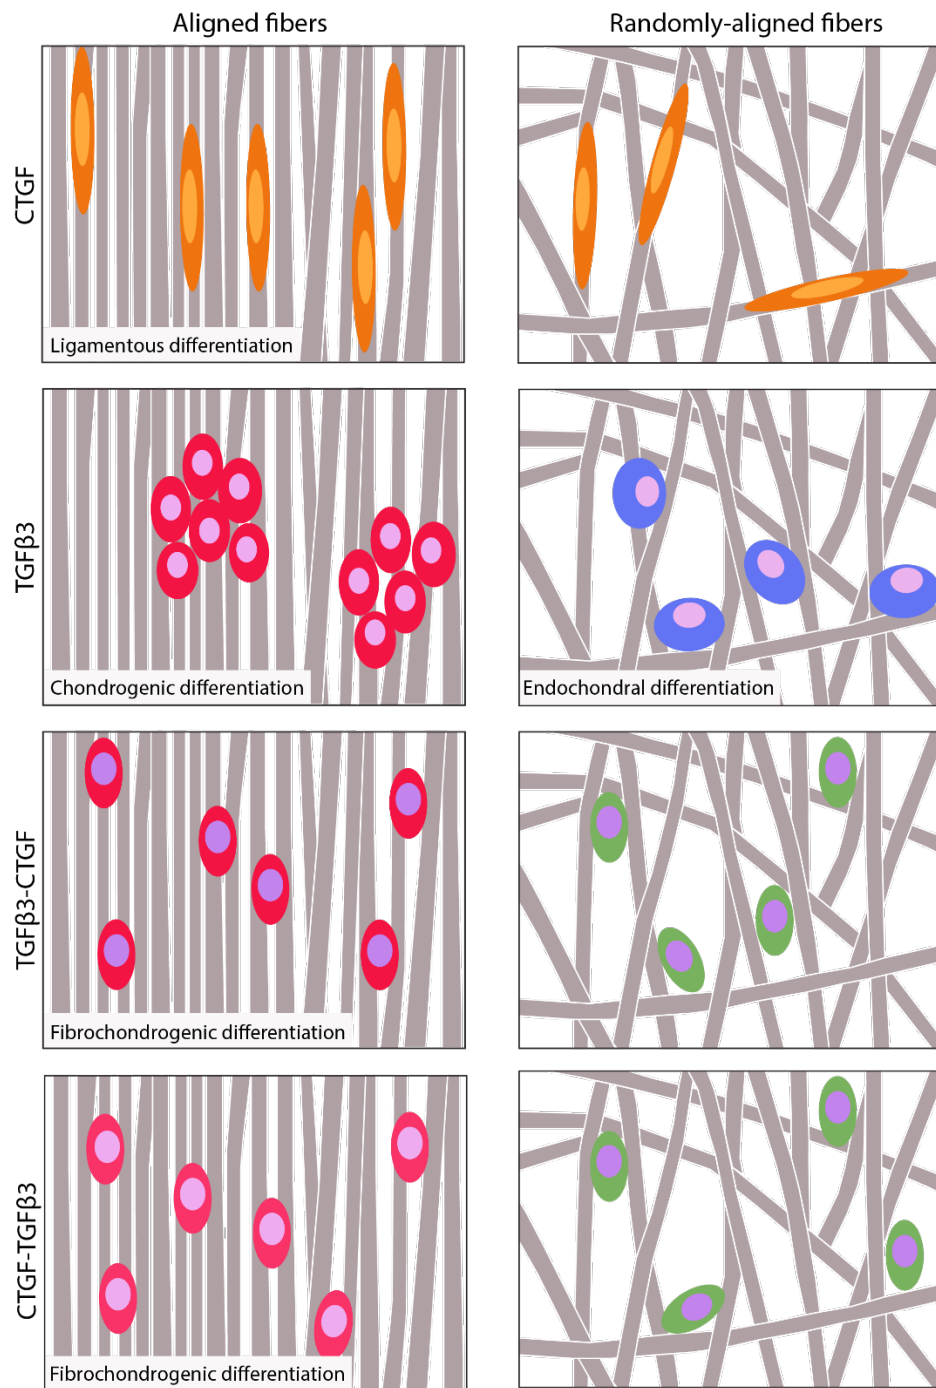 Aligned fibers
Randomly-aligned fibers
CTGF
Ligamentous differentiation
TGFβ3
Chondrogenic differentiation
Endochondral differentiation
TGFβ3-CTGF
Fibrochondrogenic differentiation
CTGF-TGFβ3
Fibrochondrogenic differentiation